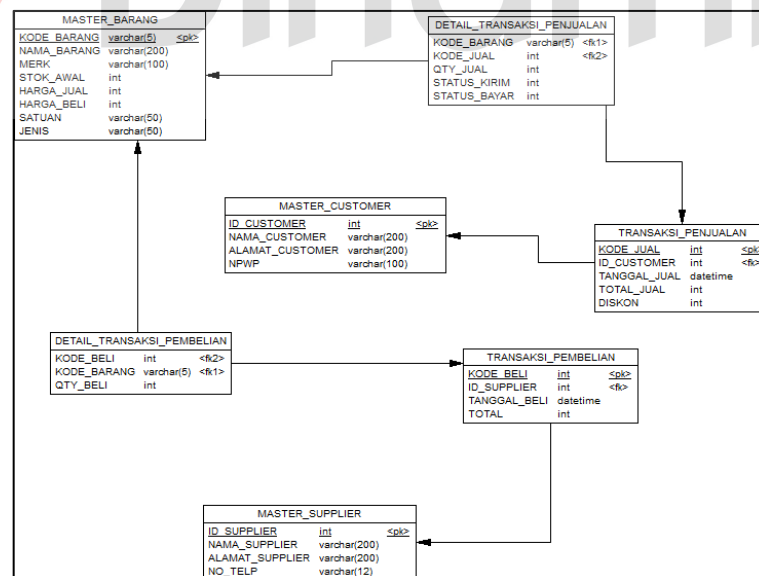 MASTER_BARANG
KODE_BARANG varchar(5) <pk>
NAMA_BARANG varchar(200)
MERK varchar(100)
STOK_AWAL int
HARGA_JUAL int
HARGA_BELI int
SATUAN varchar(50)
JENIS varchar(50)
DETAIL_TRANSAKSI_PENJUALAN
KODE_BARANG varchar(5) <fk1>
KODE_JUAL int <fk2>
QTY_JUAL int
STATUS_KIRIM int
STATUS_BAYAR int
MASTER_CUSTOMER
ID_CUSTOMER int <pk>
NAMA_CUSTOMER varchar(200)
ALAMAT_CUSTOMER varchar(200)
NPWP varchar(100)
TRANSAKSI_PENJUALAN
KODE_JUAL int <pk>
ID_CUSTOMER int <fk>
TANGGAL_JUAL datetime
TOTAL_JUAL int
DISKON int
DETAIL_TRANSAKSI_PEMBELIAN
KODE_BELI int <fk2>
KODE_BARANG varchar(5) <fk1>
QTY_BELI int
TRANSAKSI_PEMBELIAN
KODE_BELI int <pk>
ID_SUPPLIER int <fk>
TANGGAL_BELI datetime
TOTAL int
MASTER_SUPPLIER
ID_SUPPLIER int <pk>
NAMA_SUPPLIER varchar(200)
ALAMAT_SUPPLIER varchar(200)
NO_TELP varchar(12)